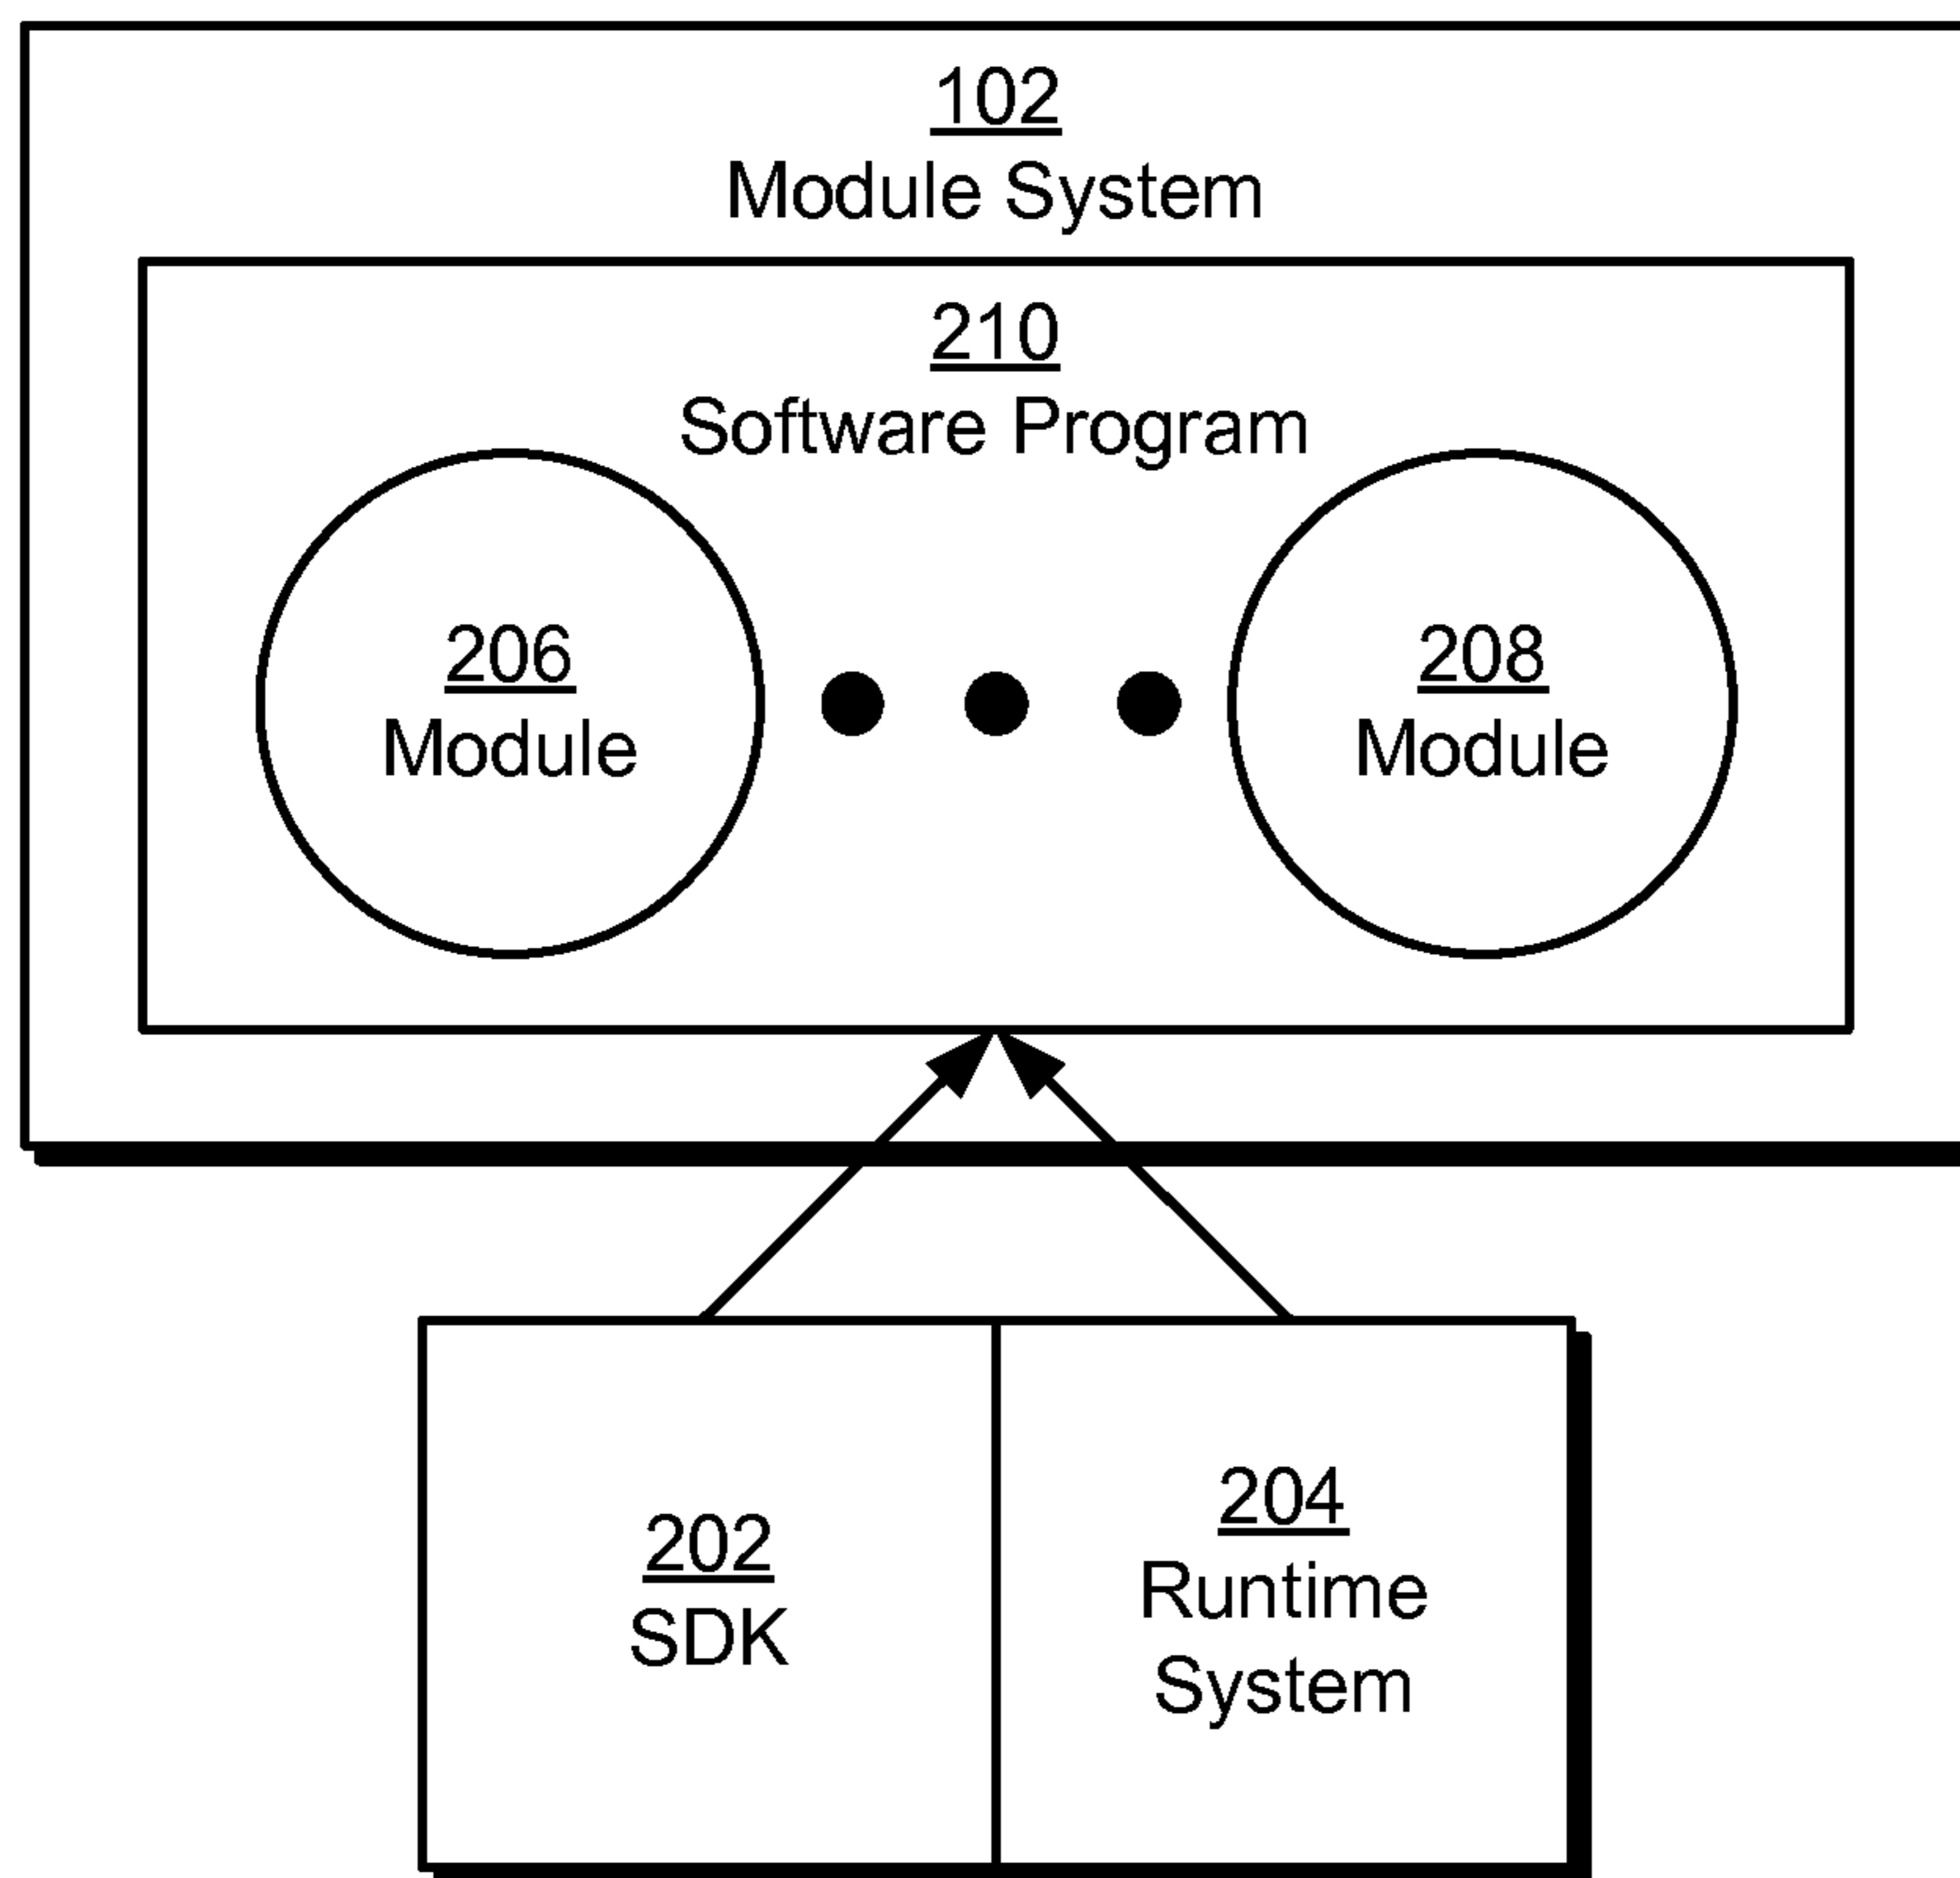 102
Module System
210
Software Program
206
Module
208
Module
202
SDK
204
Runtime
System